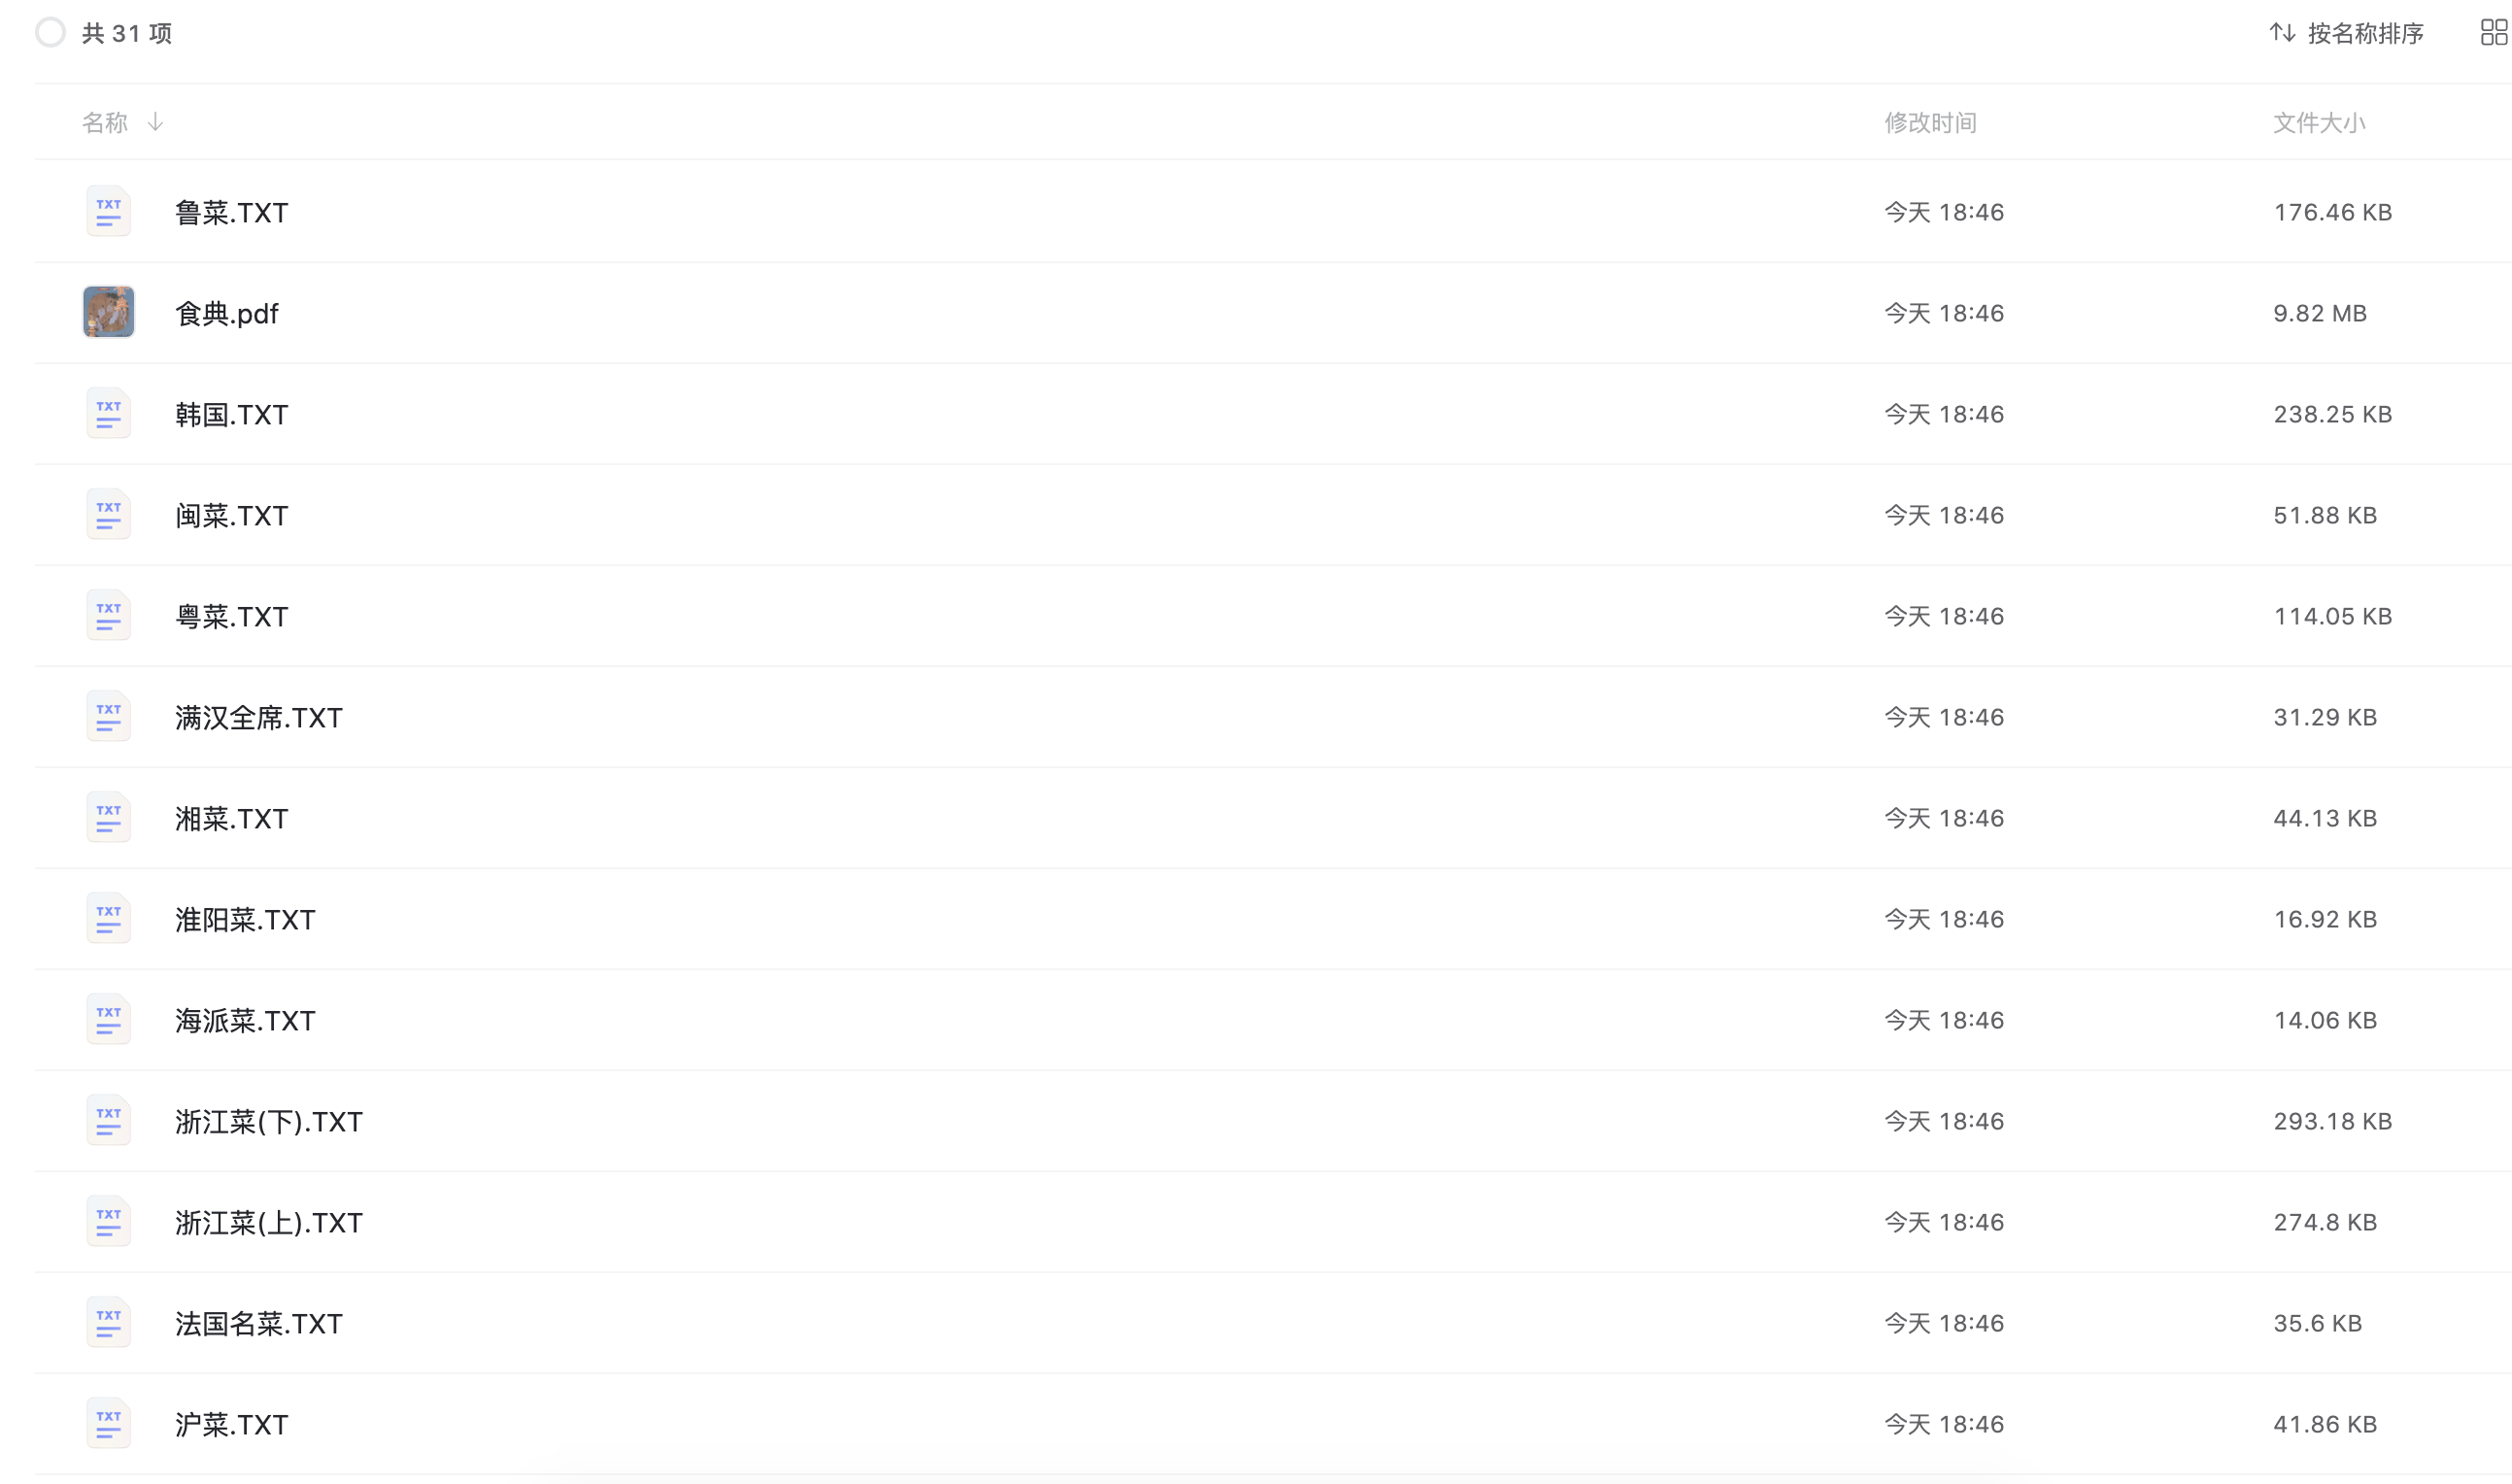 共 31 项 按名称排序
名称 修改时间 文件大小
TXT 鲁菜.TXT 今天 18:46 176.46 KB
食典.pdf 今天 18:46 9.82 MB
TXT 韩国.TXT 今天 18:46 238.25 KB
TXT 闽菜.TXT 今天 18:46 51.88 KB
TXT 粤菜.TXT 今天 18:46 114.05 KB
TXT 满汉全席.TXT 今天 18:46 31.29 KB
TXT 湘菜.TXT 今天 18:46 44.13 KB
TXT 淮阳菜.TXT 今天 18:46 16.92 KB
TXT 海派菜.TXT 今天 18:46 14.06 KB
TXT 浙江菜(下).TXT 今天 18:46 293.18 KB
TXT 浙江菜(上).TXT 今天 18:46 274.8 KB
TXT 法国名菜.TXT 今天 18:46 35.6 KB
TXT 沪菜.TXT 今天 18:46 41.86 KB